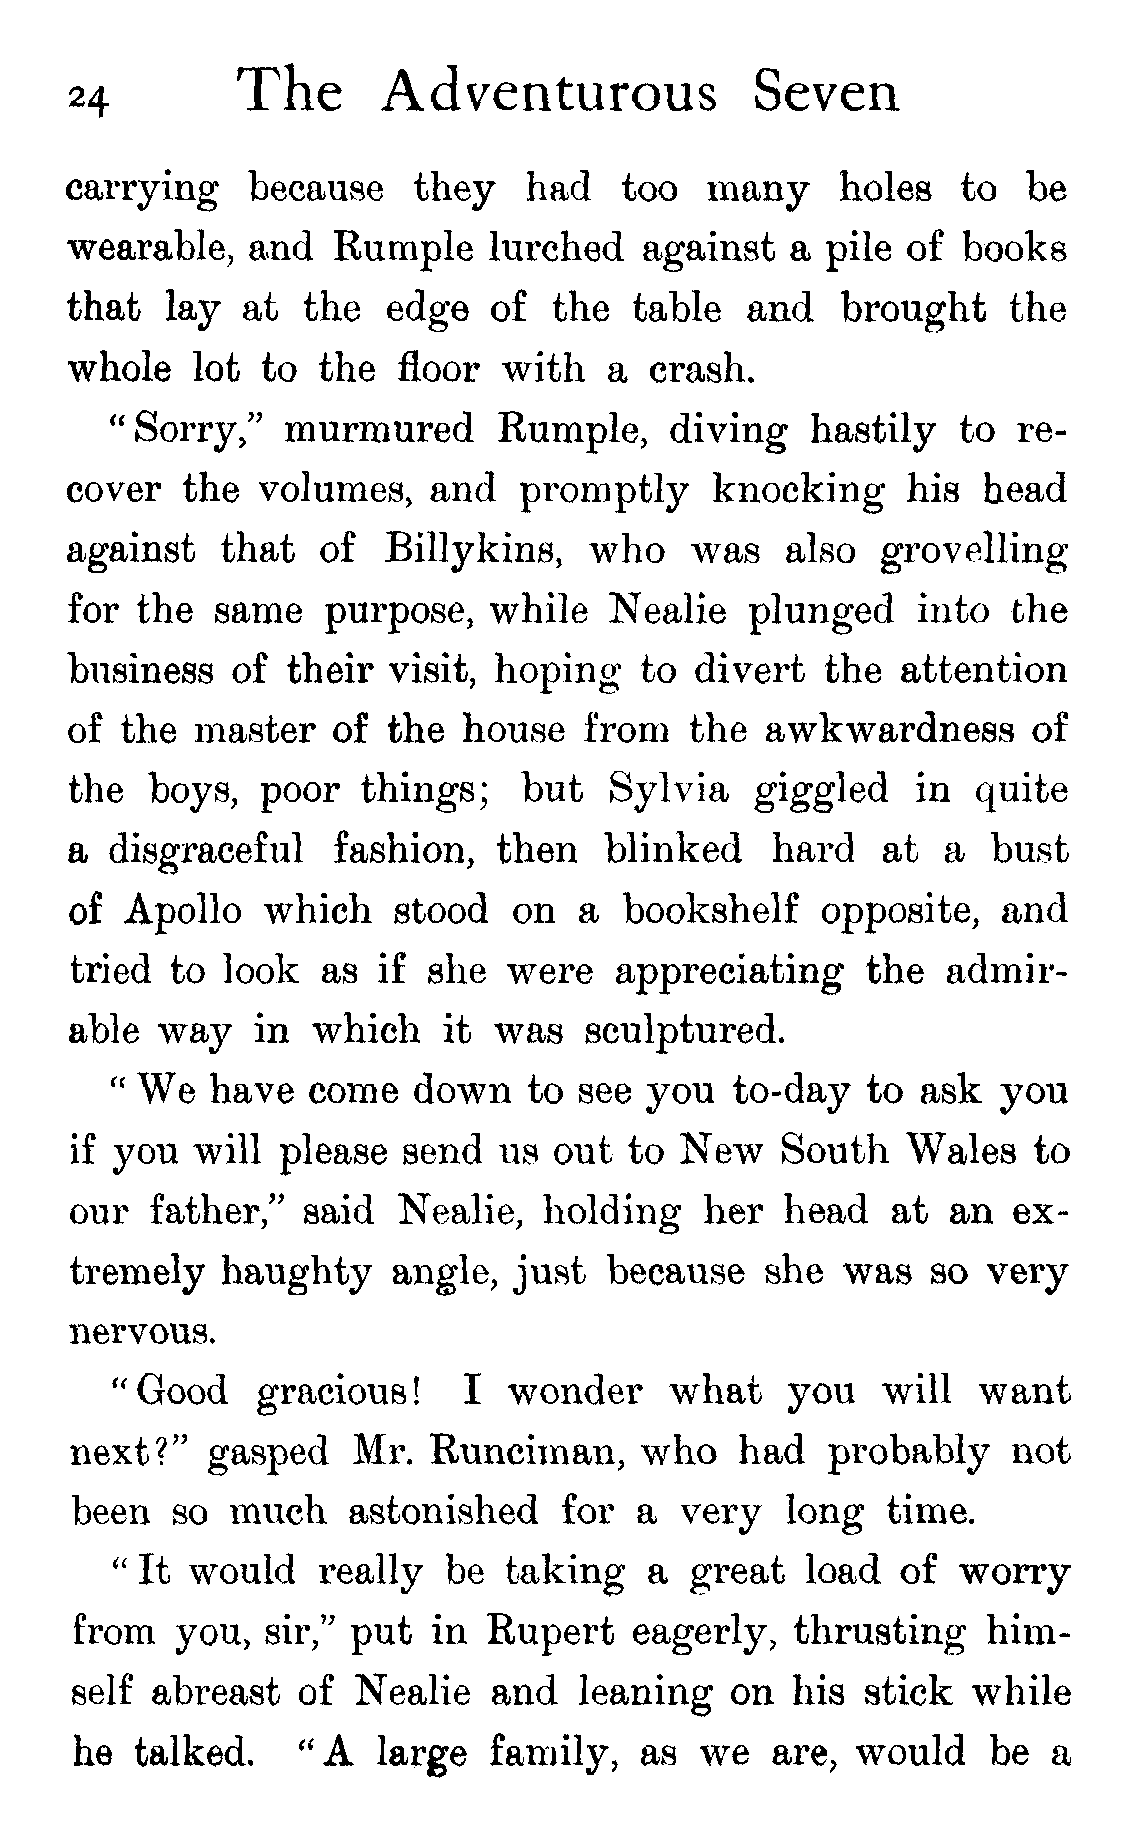 24 The Adventurous Seven
carrying because they had too many holes to be
wearable, and Rumple lurched against a pile of books
that lay at the edge of the table and brought the
whole lot to the floor with a crash.
"Sorry," murmured Rumple, diving hastily to re-
cover the volumes, and promptly knocking his head
against that of Billykins, who was also grovelling
for the same purpose, while Nealie plunged into the
business of their visit, hoping to divert the attention
of the master of the house from the awkwardness of
the boys, poor things; but Sylvia giggled in quite
a disgraceful fashion, then blinked hard at a bust
of Apollo which stood on a bookshelf opposite, and
tried to look as if she were appreciating the admir-
able way in which it was sculptured.
"We have come down to see you to-day to ask you
if you will please send us out to New South Wales to
our father," said Nealie, holding her head at an ex-
tremely haughty angle, just because she was so very
nervous.
"Good gracious! I wonder what you will want
next?" gasped Mr. Runciman, who had probably not
been so much astonished for a very long time.
"It would really be taking a great load of worry
from you, sir," put in Rupert eagerly, thrusting him-
self abreast of Nealie and leaning on his stick while
he talked. "A large family, as we are, would be a